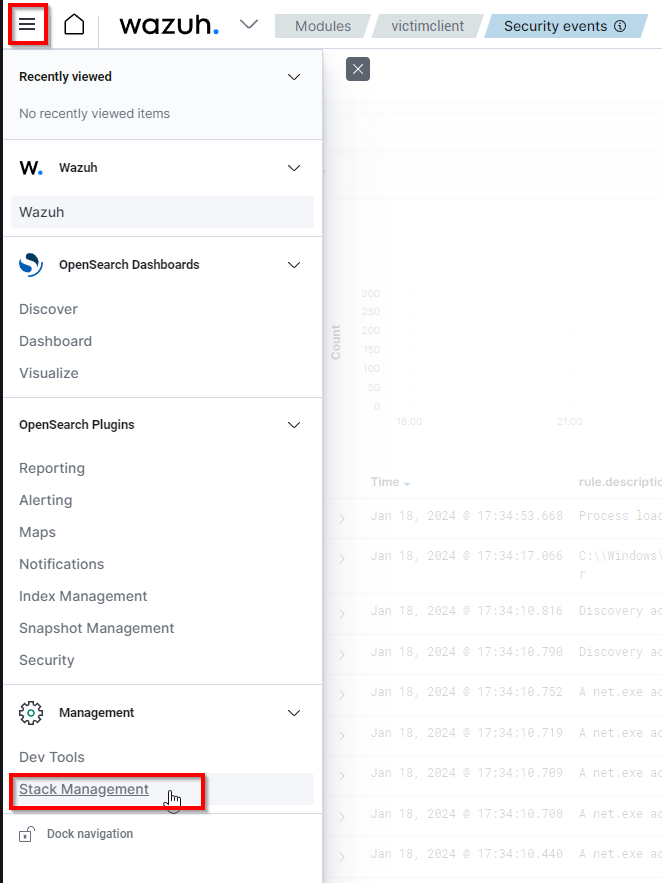 wazuh. Modules victimclient Security events
Recently viewed
No recently viewed items
W. Wazuh
Wazuh
OpenSearch Dashboards
Discover
Dashboard
Visualize
OpenSearch Plugins
Reporting
Alerting
Maps
Notifications
Index Management
Snapshot Management
Security
Management
Dev Tools
Stack Management
Dock navigation
Count
300
250
200
150
100
50
0
18:00 21:00
Time rule.descriptio
Jan 18, 2024 @ 17:34:53.668 Process load
Jan 18, 2024 @ 17:34:17.066 C:\\Windows\
r
Jan 18, 2024 @ 17:34:10.816 Discovery ac
Jan 18, 2024 @ 17:34:10.790 Discovery ac
Jan 18, 2024 @ 17:34:10.752 A net.exe ac
Jan 18, 2024 @ 17:34:10.719 A net.exe ac
Jan 18, 2024 @ 17:34:10.709 A net.exe ac
Jan 18, 2024 @ 17:34:10.708 A net.exe ac
Jan 18, 2024 @ 17:34:10.440 A net.exe ac